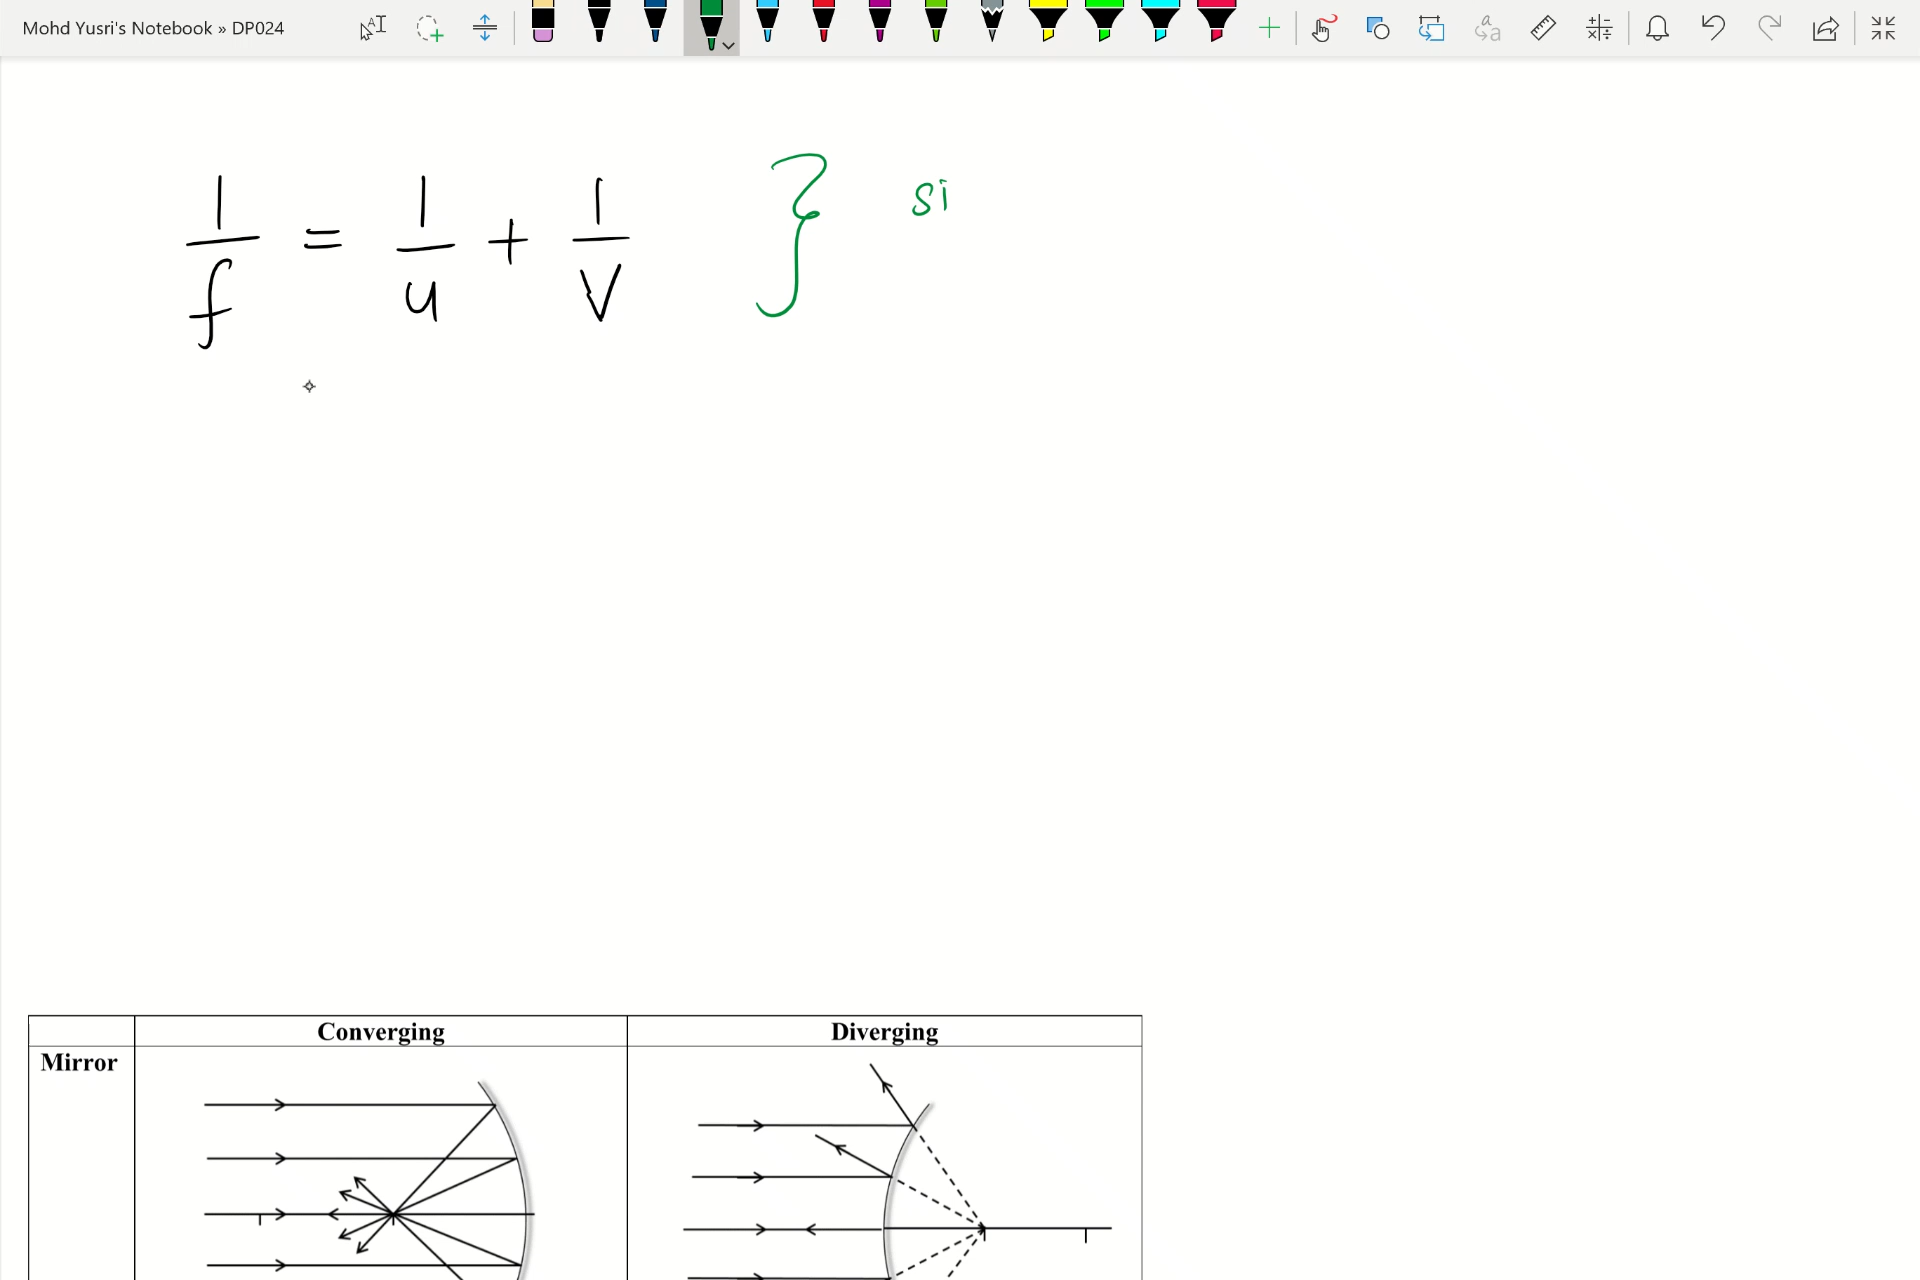 Mohd Yusri's Notebook » DP024
1/f = 1/u + 1/v } si
Converging Diverging
Mirror